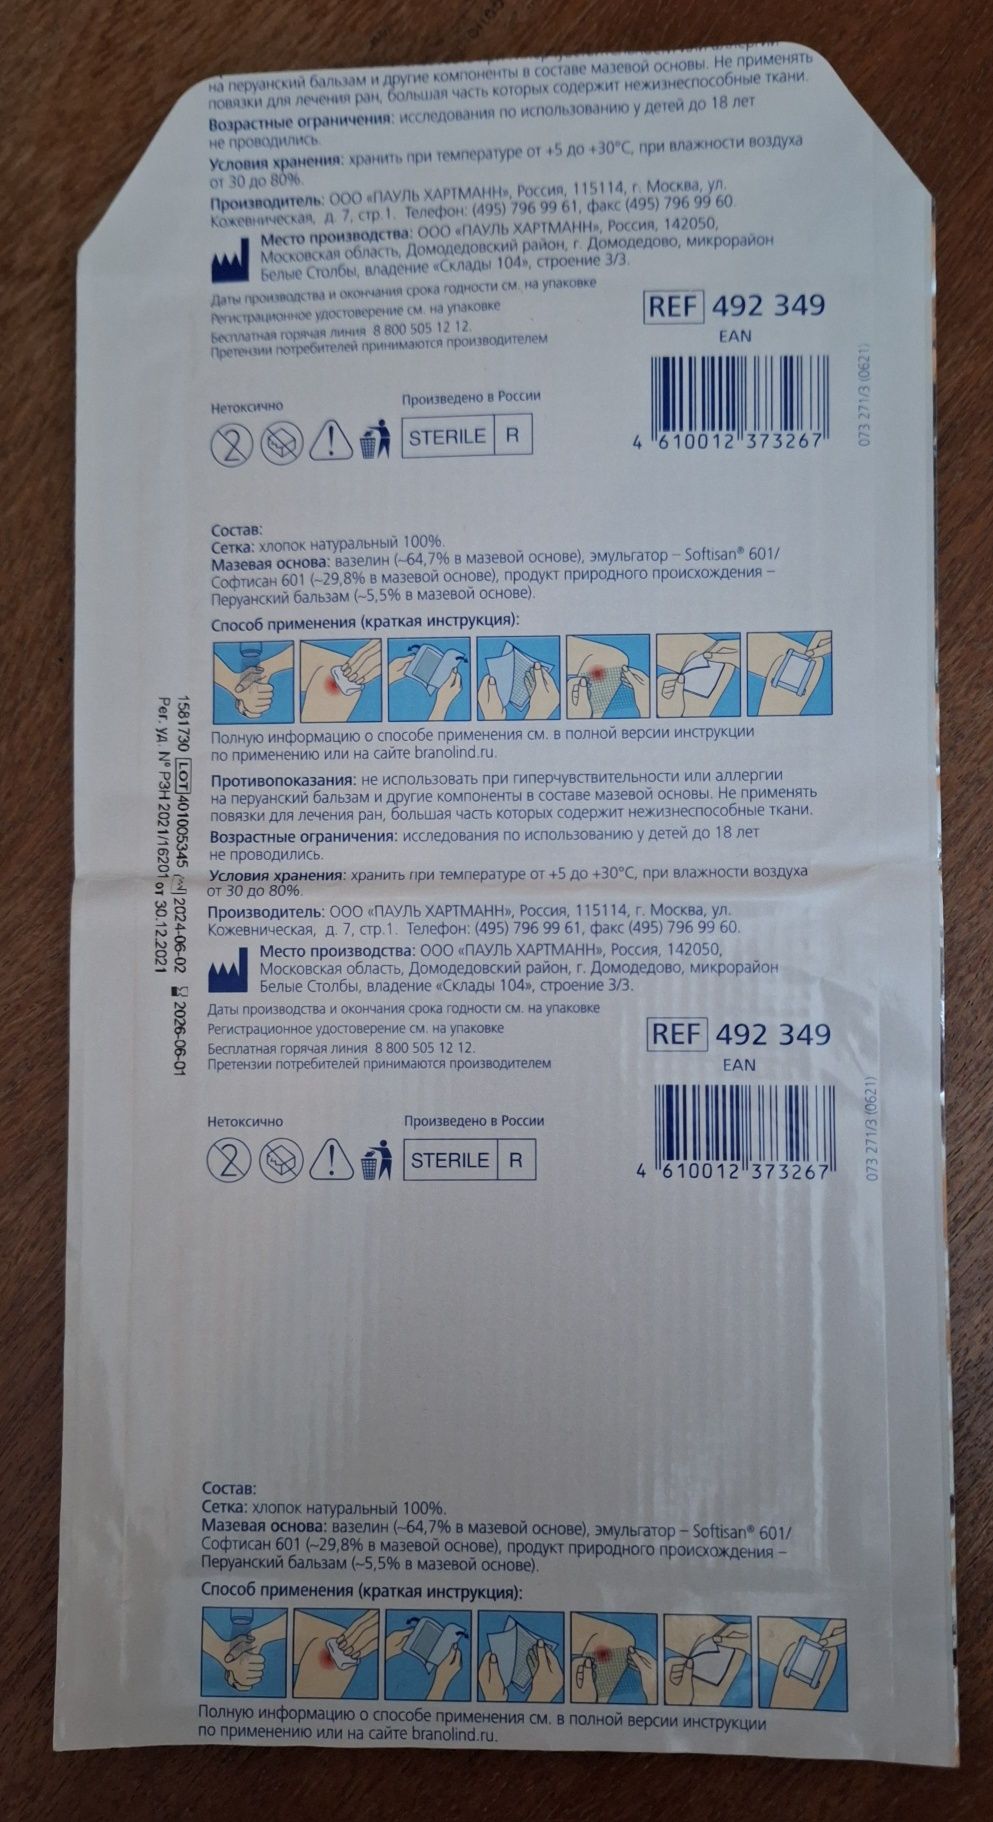 на перуанский бальзам и другие компоненты в составе мазевой основы. Не применять
повязки для лечения ран, большая часть которых содержит нежизнеспособные ткани.
Возрастные ограничения: исследования по использованию у детей до 18 лет
не проводились.
Условия хранения: хранить при температуре от +5 до +30°C, при влажности воздуха
от 30 до 80%.
Производитель: ООО «ПАУЛЬ ХАРТМАНН», Россия, 115114, г. Москва, ул.
Кожевническая, д. 7, стр.1. Телефон: (495) 796 99 61, факс (495) 796 99 60.
Место производства: ООО «ПАУЛЬ ХАРТМАНН», Россия, 142050,
Московская область, Домодедовский район, г. Домодедово, микрорайон
Белые Столбы, владение «Склады 104», строение 3/3.
Даты производства и окончания срока годности см. на упаковке
Регистрационное удостоверение см. на упаковке
Бесплатная горячая линия 8 800 505 12 12.
Претензии потребителей принимаются производителем
REF 492 349
EAN
4 610012 373267
073 271/3 (0621)
Нетоксично
Произведено в России
2
STERILE R
Состав:
Сетка: хлопок натуральный 100%.
Мазевая основа: вазелин (~64,7% в мазевой основе), эмульгатор – Softisan® 601/
Софтисан 601 (~29,8% в мазевой основе), продукт природного происхождения –
Перуанский бальзам (~5,5% в мазевой основе).
Способ применения (краткая инструкция):
Полную информацию о способе применения см. в полной версии инструкции
по применению или на сайте branolind.ru.
Противопоказания: не использовать при гиперчувствительности или аллергии
на перуанский бальзам и другие компоненты в составе мазевой основы. Не применять
повязки для лечения ран, большая часть которых содержит нежизнеспособные ткани.
Возрастные ограничения: исследования по использованию у детей до 18 лет
не проводились.
Условия хранения: хранить при температуре от +5 до +30°C, при влажности воздуха
от 30 до 80%.
Производитель: ООО «ПАУЛЬ ХАРТМАНН», Россия, 115114, г. Москва, ул.
Кожевническая, д. 7, стр.1. Телефон: (495) 796 99 61, факс (495) 796 99 60.
Место производства: ООО «ПАУЛЬ ХАРТМАНН», Россия, 142050,
Московская область, Домодедовский район, г. Домодедово, микрорайон
Белые Столбы, владение «Склады 104», строение 3/3.
Даты производства и окончания срока годности см. на упаковке
Регистрационное удостоверение см. на упаковке
Бесплатная горячая линия 8 800 505 12 12.
Претензии потребителей принимаются производителем
1581730 LOT 401005345 2024-06-02 2026-06-01
Рег. уд. N° РЗН 2021/16201 от 30.12.2021
REF 492 349
EAN
4 610012 373267
073 271/3 (0621)
Нетоксично
Произведено в России
2
STERILE R
Состав:
Сетка: хлопок натуральный 100%.
Мазевая основа: вазелин (~64,7% в мазевой основе), эмульгатор – Softisan® 601/
Софтисан 601 (~29,8% в мазевой основе), продукт природного происхождения –
Перуанский бальзам (~5,5% в мазевой основе).
Способ применения (краткая инструкция):
Полную информацию о способе применения см. в полной версии инструкции
по применению или на сайте branolind.ru.